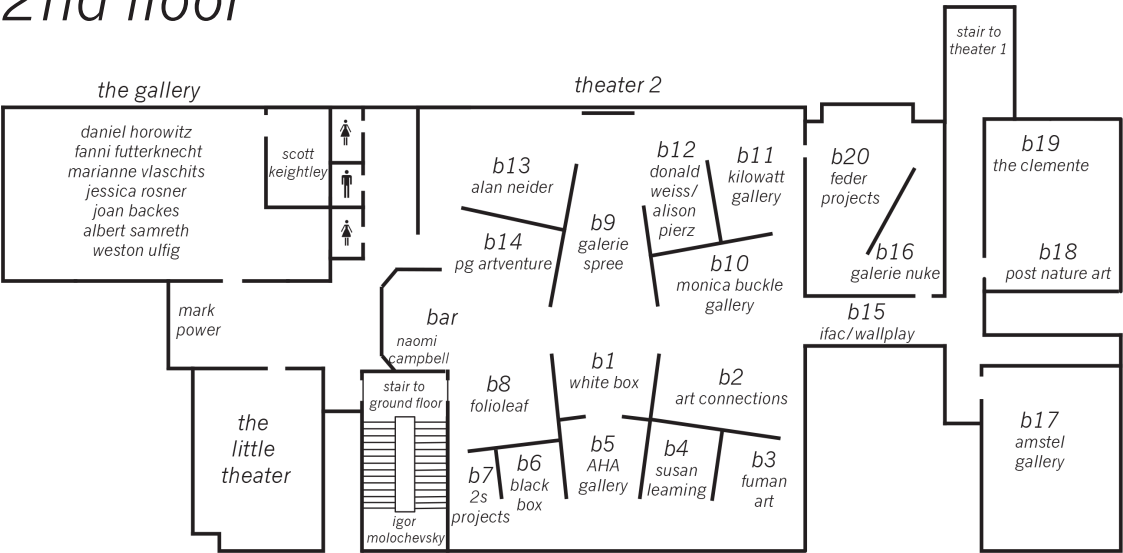 2nd floor
stair to
theater 1
the gallery
theater 2
daniel horowitz
fanni futterknecht
marianne vlaschits
jessica rosner
joan backes
albert samreth
weston ulfig
scott
keightley
b13
alan neider
b14
pg artventure
b9
galerie
spree
b12
donald
weiss/
alison
pierz
b11
kilowatt
gallery
b10
monica buckle
gallery
b20
feder
projects
b16
galerie nuke
b19
the clemente
b18
post nature art
mark
power
bar
naomi
campbell
b15
ifac/wallplay
stair to
ground floor
b8
folioleaf
b1
white box
b2
art connections
the
little
theater
b7
2s
projects
b6
black
box
b5
AHA
gallery
b4
susan
leaming
b3
fuman
art
b17
amstel
gallery
igor
molochevsky